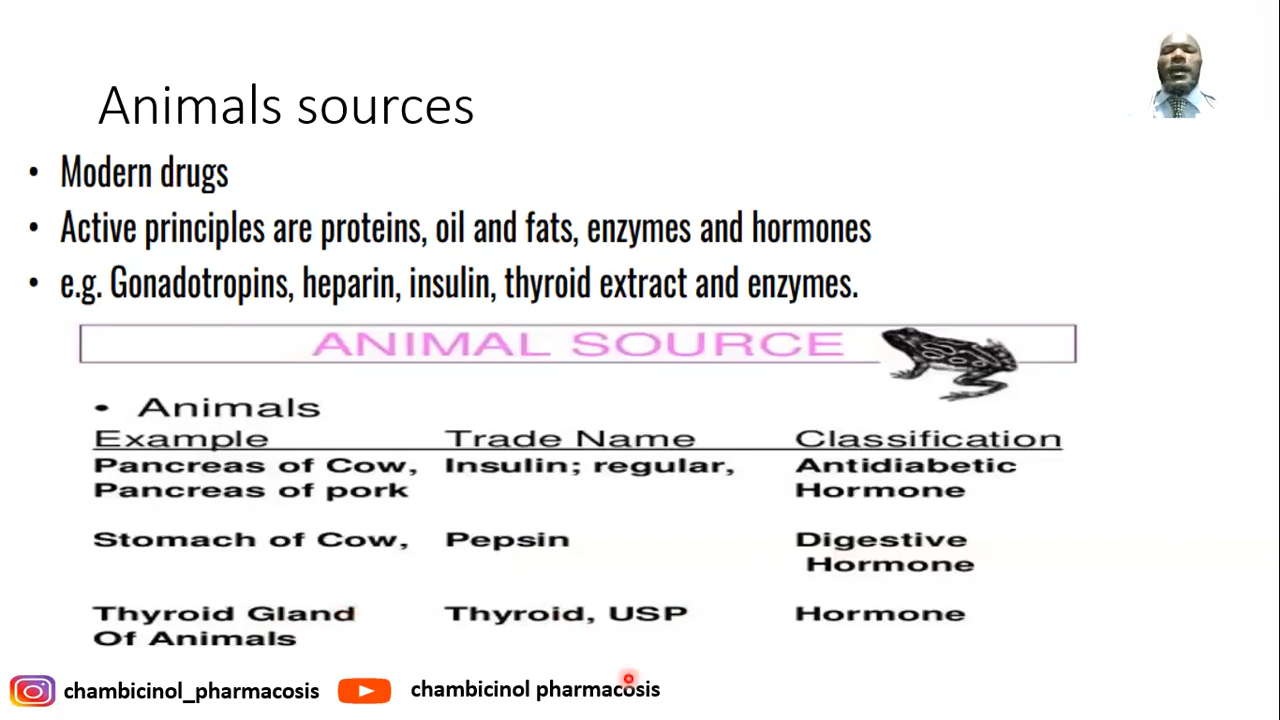 Animals sources
• Modern drugs
• Active principles are proteins, oil and fats, enzymes and hormones
• e.g. Gonadotropins, heparin, insulin, thyroid extract and enzymes.
ANIMAL SOURCE
• Animals
Example Trade Name Classification
Pancreas of Cow, Insulin; regular, Antidiabetic
Pancreas of pork Hormone
Stomach of Cow, Pepsin Digestive
Hormone
Thyroid Gland Thyroid, USP Hormone
Of Animals
chambicinol_pharmacosis chambicinol pharmacosis